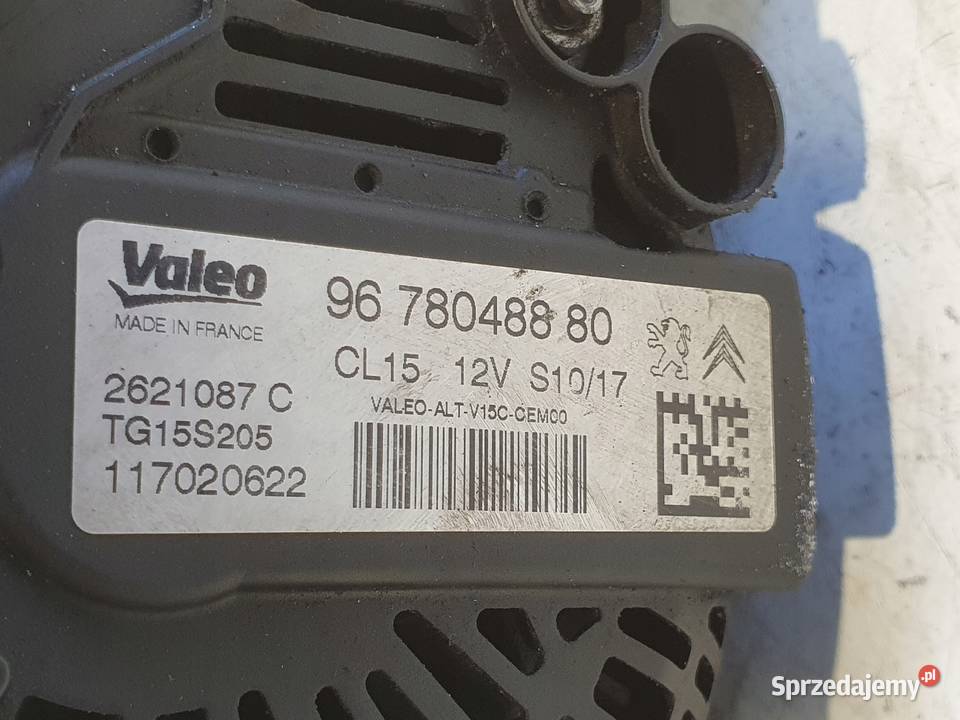 Valeo
MADE IN FRANCE
2621087 C
TG15S205
117020622
96 780488 80
CL15 12V S10/17
VALEO-ALT-V15C-CEM00
Sprzedajemy.pl